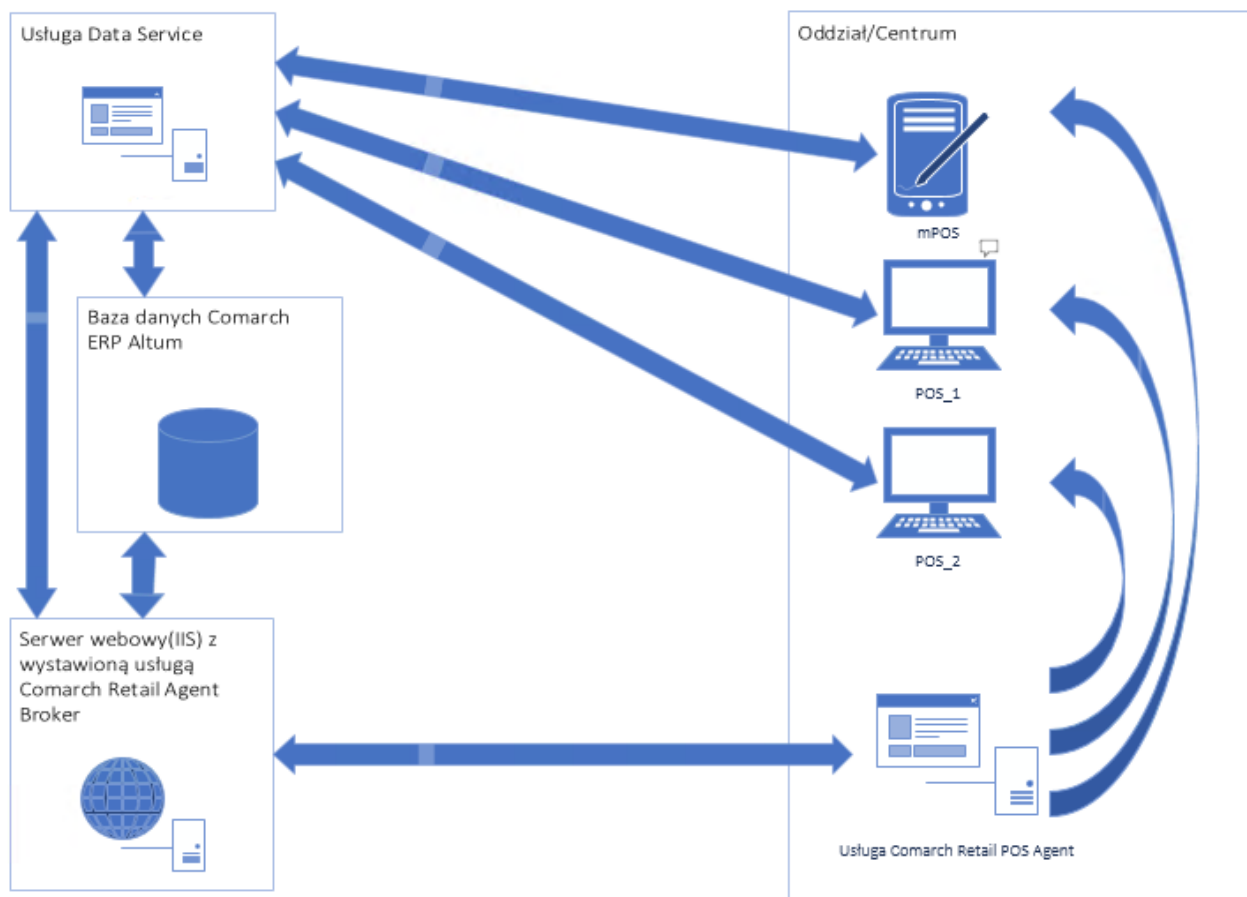 Usługa Data Service
Oddział/Centrum
mPOS
Baza danych Comarch
ERP Altum
POS_1
POS_2
Serwer webowy(IIS) z
wystawioną usługą
Comarch Retail Agent
Broker
Usługa Comarch Retail POS Agent